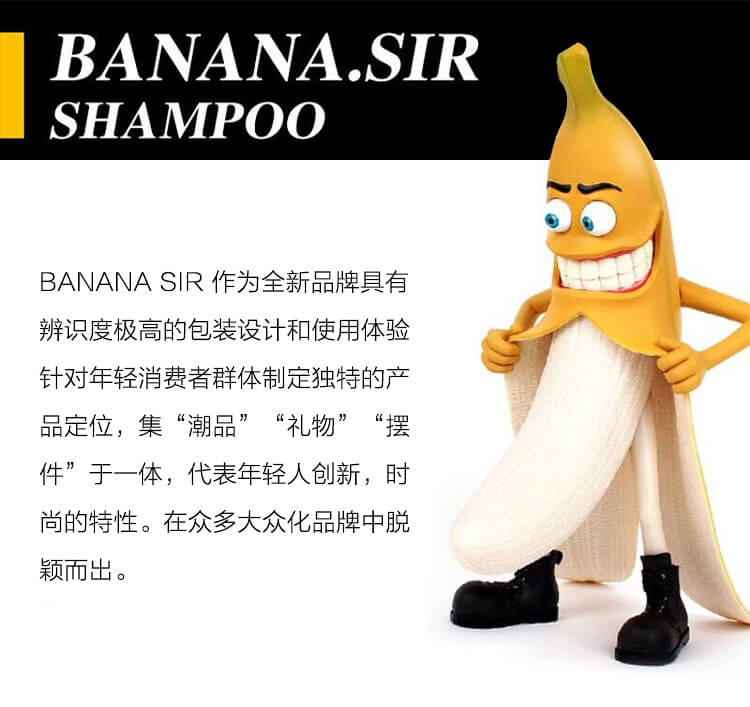 BANANA.SIR
SHAMPOO
BANANA SIR 作为全新品牌具有
辨识度极高的包装设计和使用体验
针对年轻消费者群体制定独特的产
品定位，集“潮品”“礼物”“摆
件”于一体，代表年轻人创新，时
尚的特性。在众多大众化品牌中脱
颖而出。